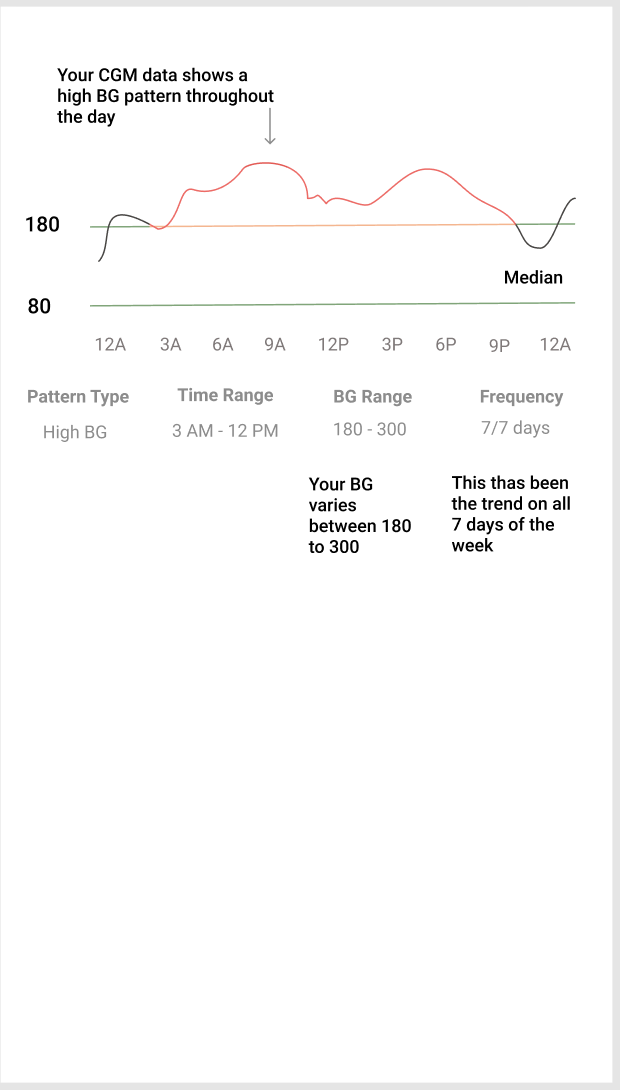 Your CGM data shows a
high BG pattern throughout
the day
180
Median
80
12A 3A 6A 9A 12P 3P 6P 9P 12A
Pattern Type Time Range BG Range Frequency
High BG 3 AM - 12 PM 180 - 300 7/7 days
Your BG
varies
between 180
to 300
This thas been
the trend on all
7 days of the
week